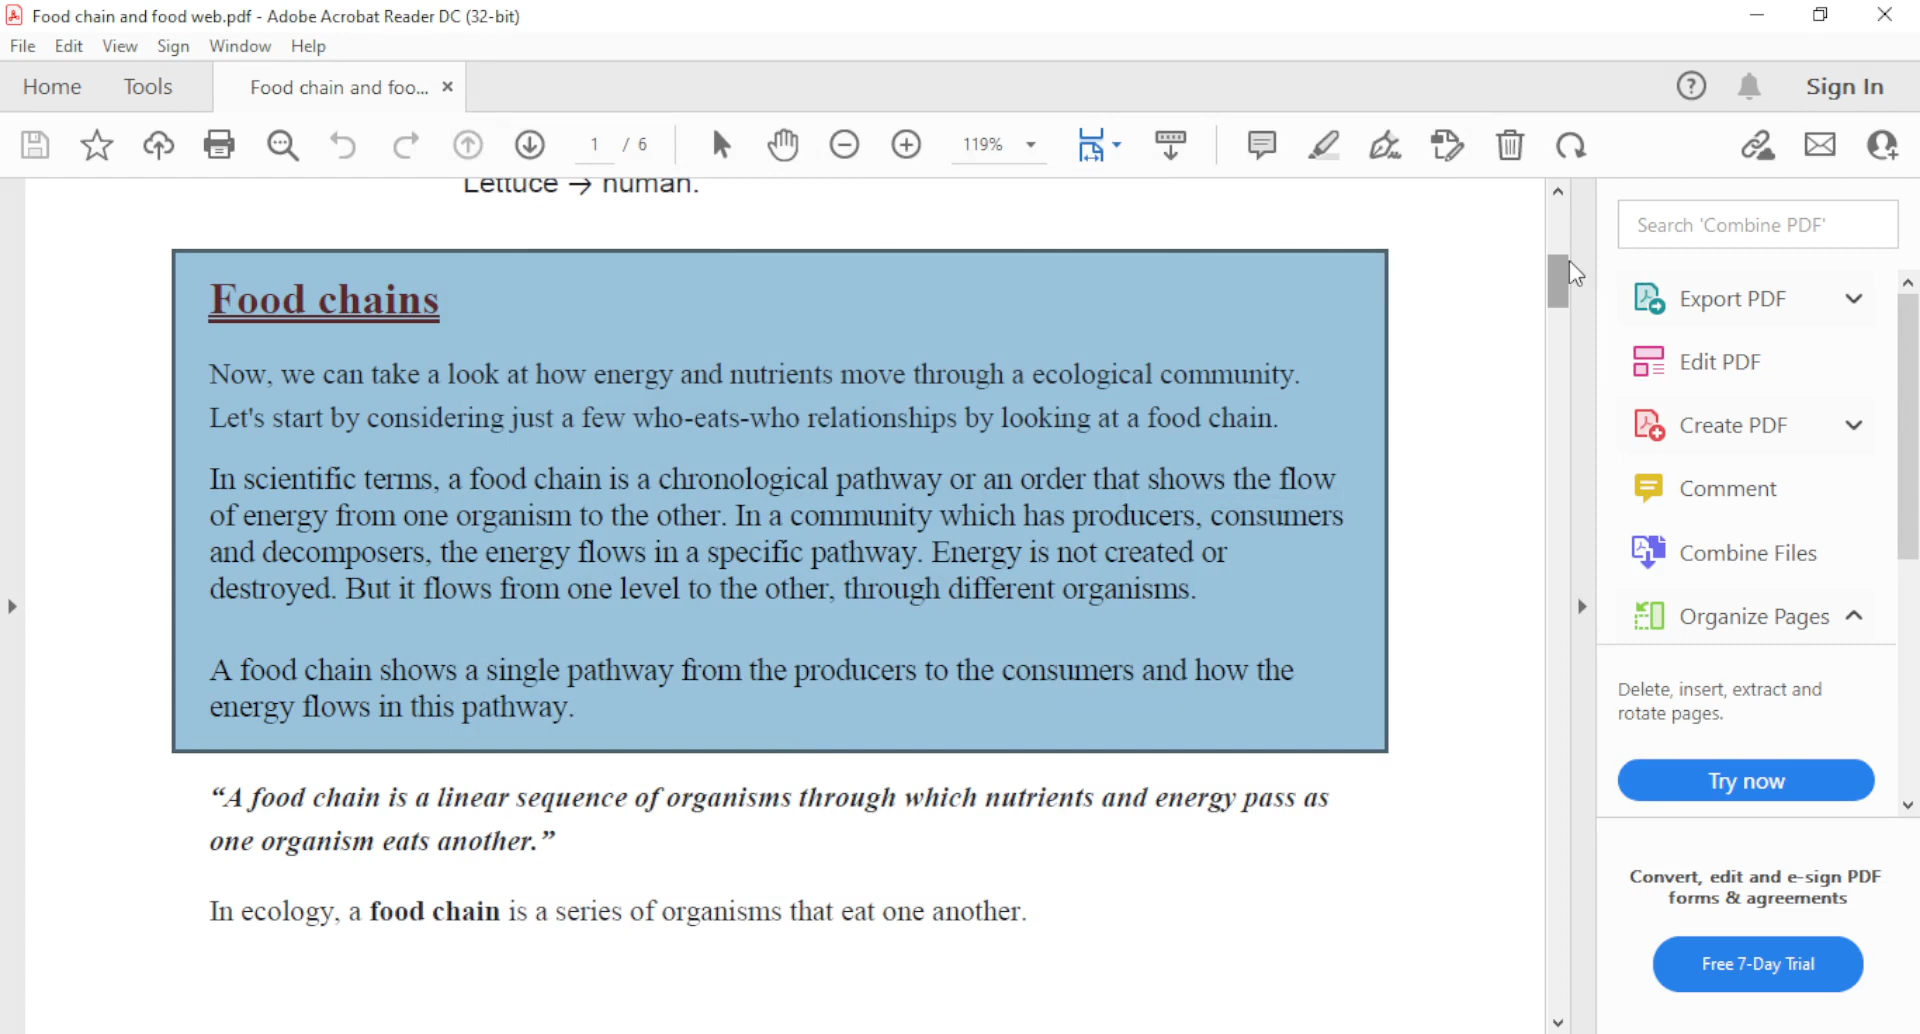 Food chain and food web.pdf - Adobe Acrobat Reader DC (32-bit)
File Edit View Sign Window Help
Home Tools Food chain and foo... × Sign In
1 / 6 119%
Lettuce → human.
Food chains
Now, we can take a look at how energy and nutrients move through a ecological community.
Let's start by considering just a few who-eats-who relationships by looking at a food chain.
In scientific terms, a food chain is a chronological pathway or an order that shows the flow
of energy from one organism to the other. In a community which has producers, consumers
and decomposers, the energy flows in a specific pathway. Energy is not created or
destroyed. But it flows from one level to the other, through different organisms.
A food chain shows a single pathway from the producers to the consumers and how the
energy flows in this pathway.
“A food chain is a linear sequence of organisms through which nutrients and energy pass as
one organism eats another.”
In ecology, a food chain is a series of organisms that eat one another.
Search 'Combine PDF'
Export PDF
Edit PDF
Create PDF
Comment
Combine Files
Organize Pages
Delete, insert, extract and
rotate pages.
Try now
Convert, edit and e-sign PDF
forms & agreements
Free 7-Day Trial